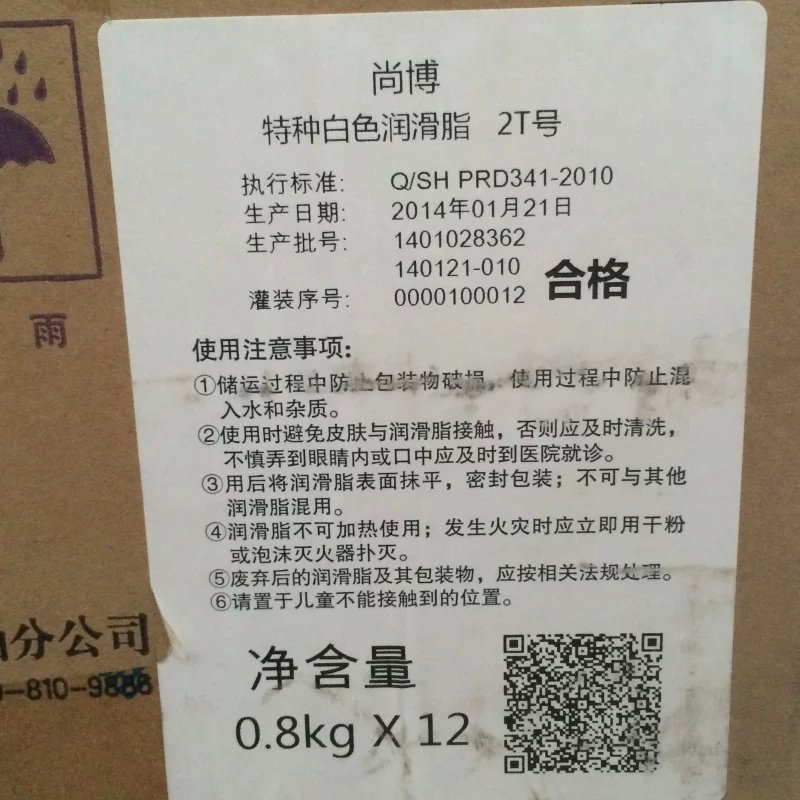 尚博
特种白色润滑脂 2T号
执行标准: Q/SH PRD341-2010
生产日期: 2014年01月21日
生产批号: 1401028362
140121-010
合格
灌装序号: 0000100012
使用注意事项:
①储运过程中防止包装物破损，使用过程中防止混
入水和杂质。
②使用时避免皮肤与润滑脂接触，否则应及时清洗，
不慎弄到眼睛内或口中应及时到医院就诊。
③用后将润滑脂表面抹平，密封包装；不可与其他
润滑脂混用。
④润滑脂不可加热使用；发生火灾时应立即用干粉
或泡沫灭火器扑灭。
⑤废弃后的润滑脂及其包装物，应按相关法规处理。
⑥请置于儿童不能接触到的位置。
净含量
0.8kg X 12
雨
分公司
-810-9886